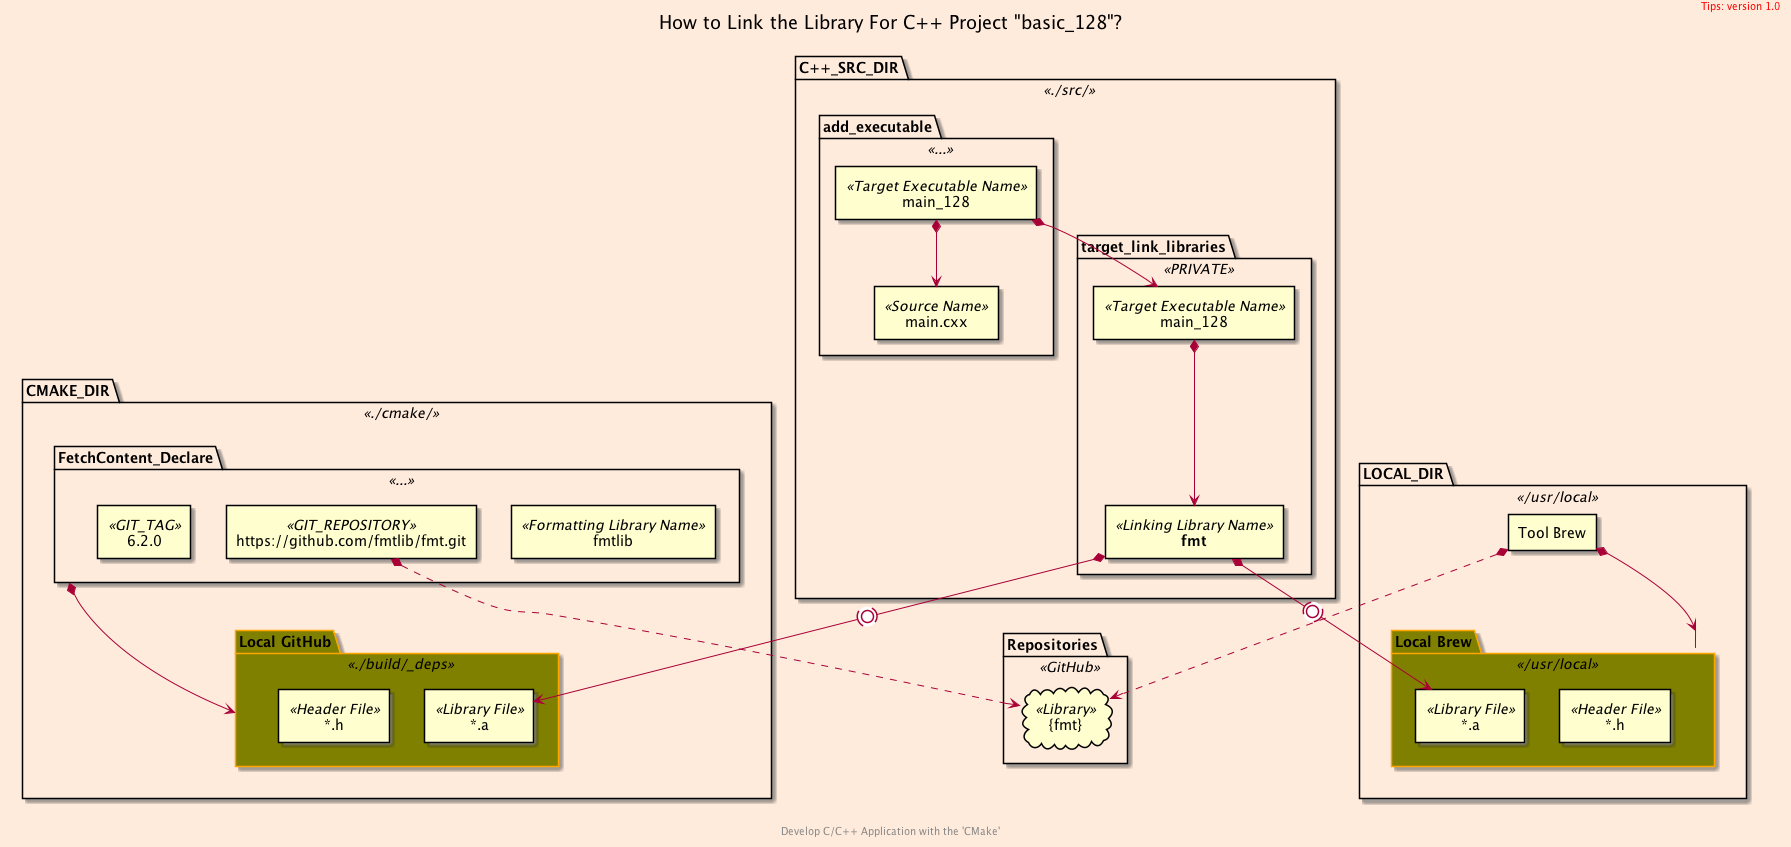 Tips: version 1.0
How to Link the Library For C++ Project "basic_128"?
C++_SRC_DIR
«./src/»
add_executable
«...»
«Target Executable Name»
main_128
«Source Name»
main.cxx
target_link_libraries
«PRIVATE»
«Target Executable Name»
main_128
«Linking Library Name»
fmt
CMAKE_DIR
«./cmake/»
FetchContent_Declare
«...»
«GIT_TAG»
6.2.0
«GIT_REPOSITORY»
https://github.com/fmtlib/fmt.git
«Formatting Library Name»
fmtlib
Local GitHub
«./build/_deps»
«Header File»
*.h
«Library File»
*.a
Repositories
«GitHub»
«Library»
{fmt}
LOCAL_DIR
«/usr/local»
Tool Brew
Local Brew
«/usr/local»
«Library File»
*.a
«Header File»
*.h
Develop C/C++ Application with the 'CMake'